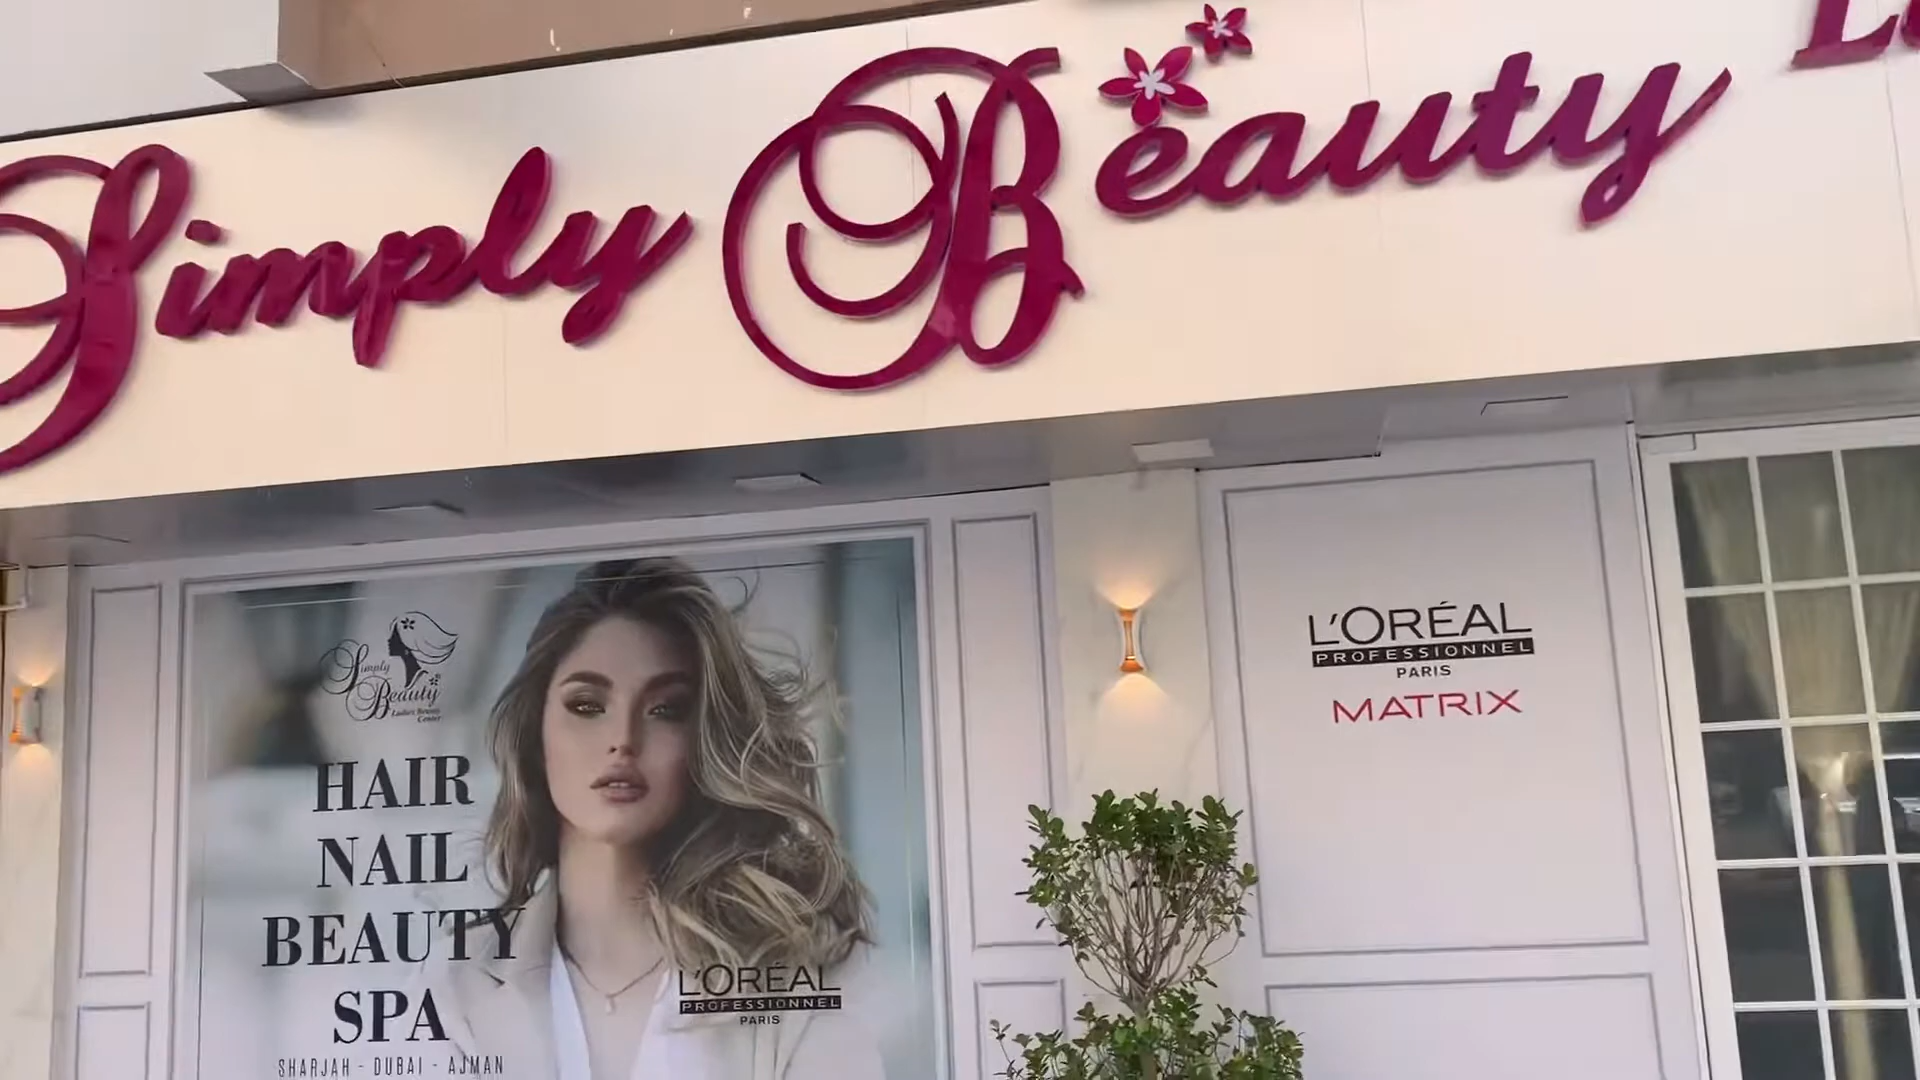 Simply Beauty
Simply
Beauty
Ladies Beauty
Center
HAIR
NAIL
BEAUTY
SPA
SHARJAH - DUBAI - AJMAN
L'ORÉAL
PROFESSIONNEL
PARIS
L'ORÉAL
PROFESSIONNEL
PARIS
MATRIX